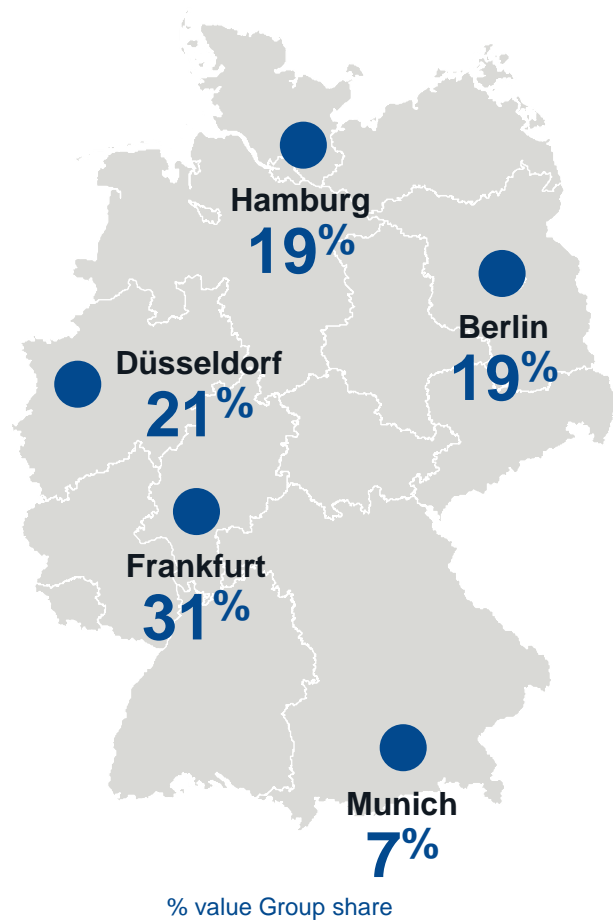 Hamburg
19%
Berlin
19%
Düsseldorf
21%
Frankfurt
31%
Munich
7%
% value Group share